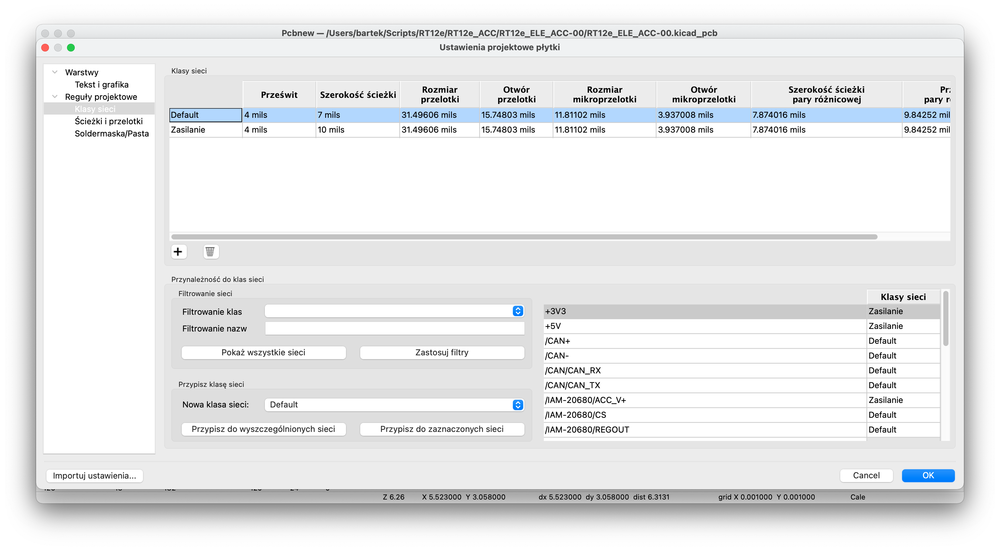 Pcbnew — /Users/bartek/Scripts/RT12e/RT12e_ACC/RT12e_ELE_ACC-00/RT12e_ELE_ACC-00.kicad_pcb
Ustawienia projektowe płytki
Warstwy
Tekst i grafika
Reguły projektowe
Klasy sieci
Ścieżki i przelotki
Soldermaska/Pasta
Klasy sieci
Prześwit Szerokość ścieżki Rozmiar przelotki Otwór przelotki Rozmiar mikroprzelotki Otwór mikroprzelotki Szerokość ścieżki pary różnicowej
Default 4 mils 7 mils 31.49606 mils 15.74803 mils 11.81102 mils 3.937008 mils 7.874016 mils 9.84252 mil
Zasilanie 4 mils 10 mils 31.49606 mils 15.74803 mils 11.81102 mils 3.937008 mils 7.874016 mils 9.84252 mil
Przynależność do klas sieci
Filtrowanie sieci
Filtrowanie klas
Filtrowanie nazw
Pokaż wszystkie sieci Zastosuj filtry
Przypisz klasę sieci
Nowa klasa sieci: Default
Przypisz do wyszczególnionych sieci Przypisz do zaznaczonych sieci
Klasy sieci
+3V3 Zasilanie
+5V Zasilanie
/CAN+ Default
/CAN- Default
/CAN/CAN_RX Default
/CAN/CAN_TX Default
/IAM-20680/ACC_V+ Zasilanie
/IAM-20680/CS Default
/IAM-20680/REGOUT Default
Importuj ustawienia... Cancel OK
Z 6.26 X 5.523000 Y 3.058000 dx 5.523000 dy 3.058000 dist 6.3131 grid X 0.001000 Y 0.001000 Cale